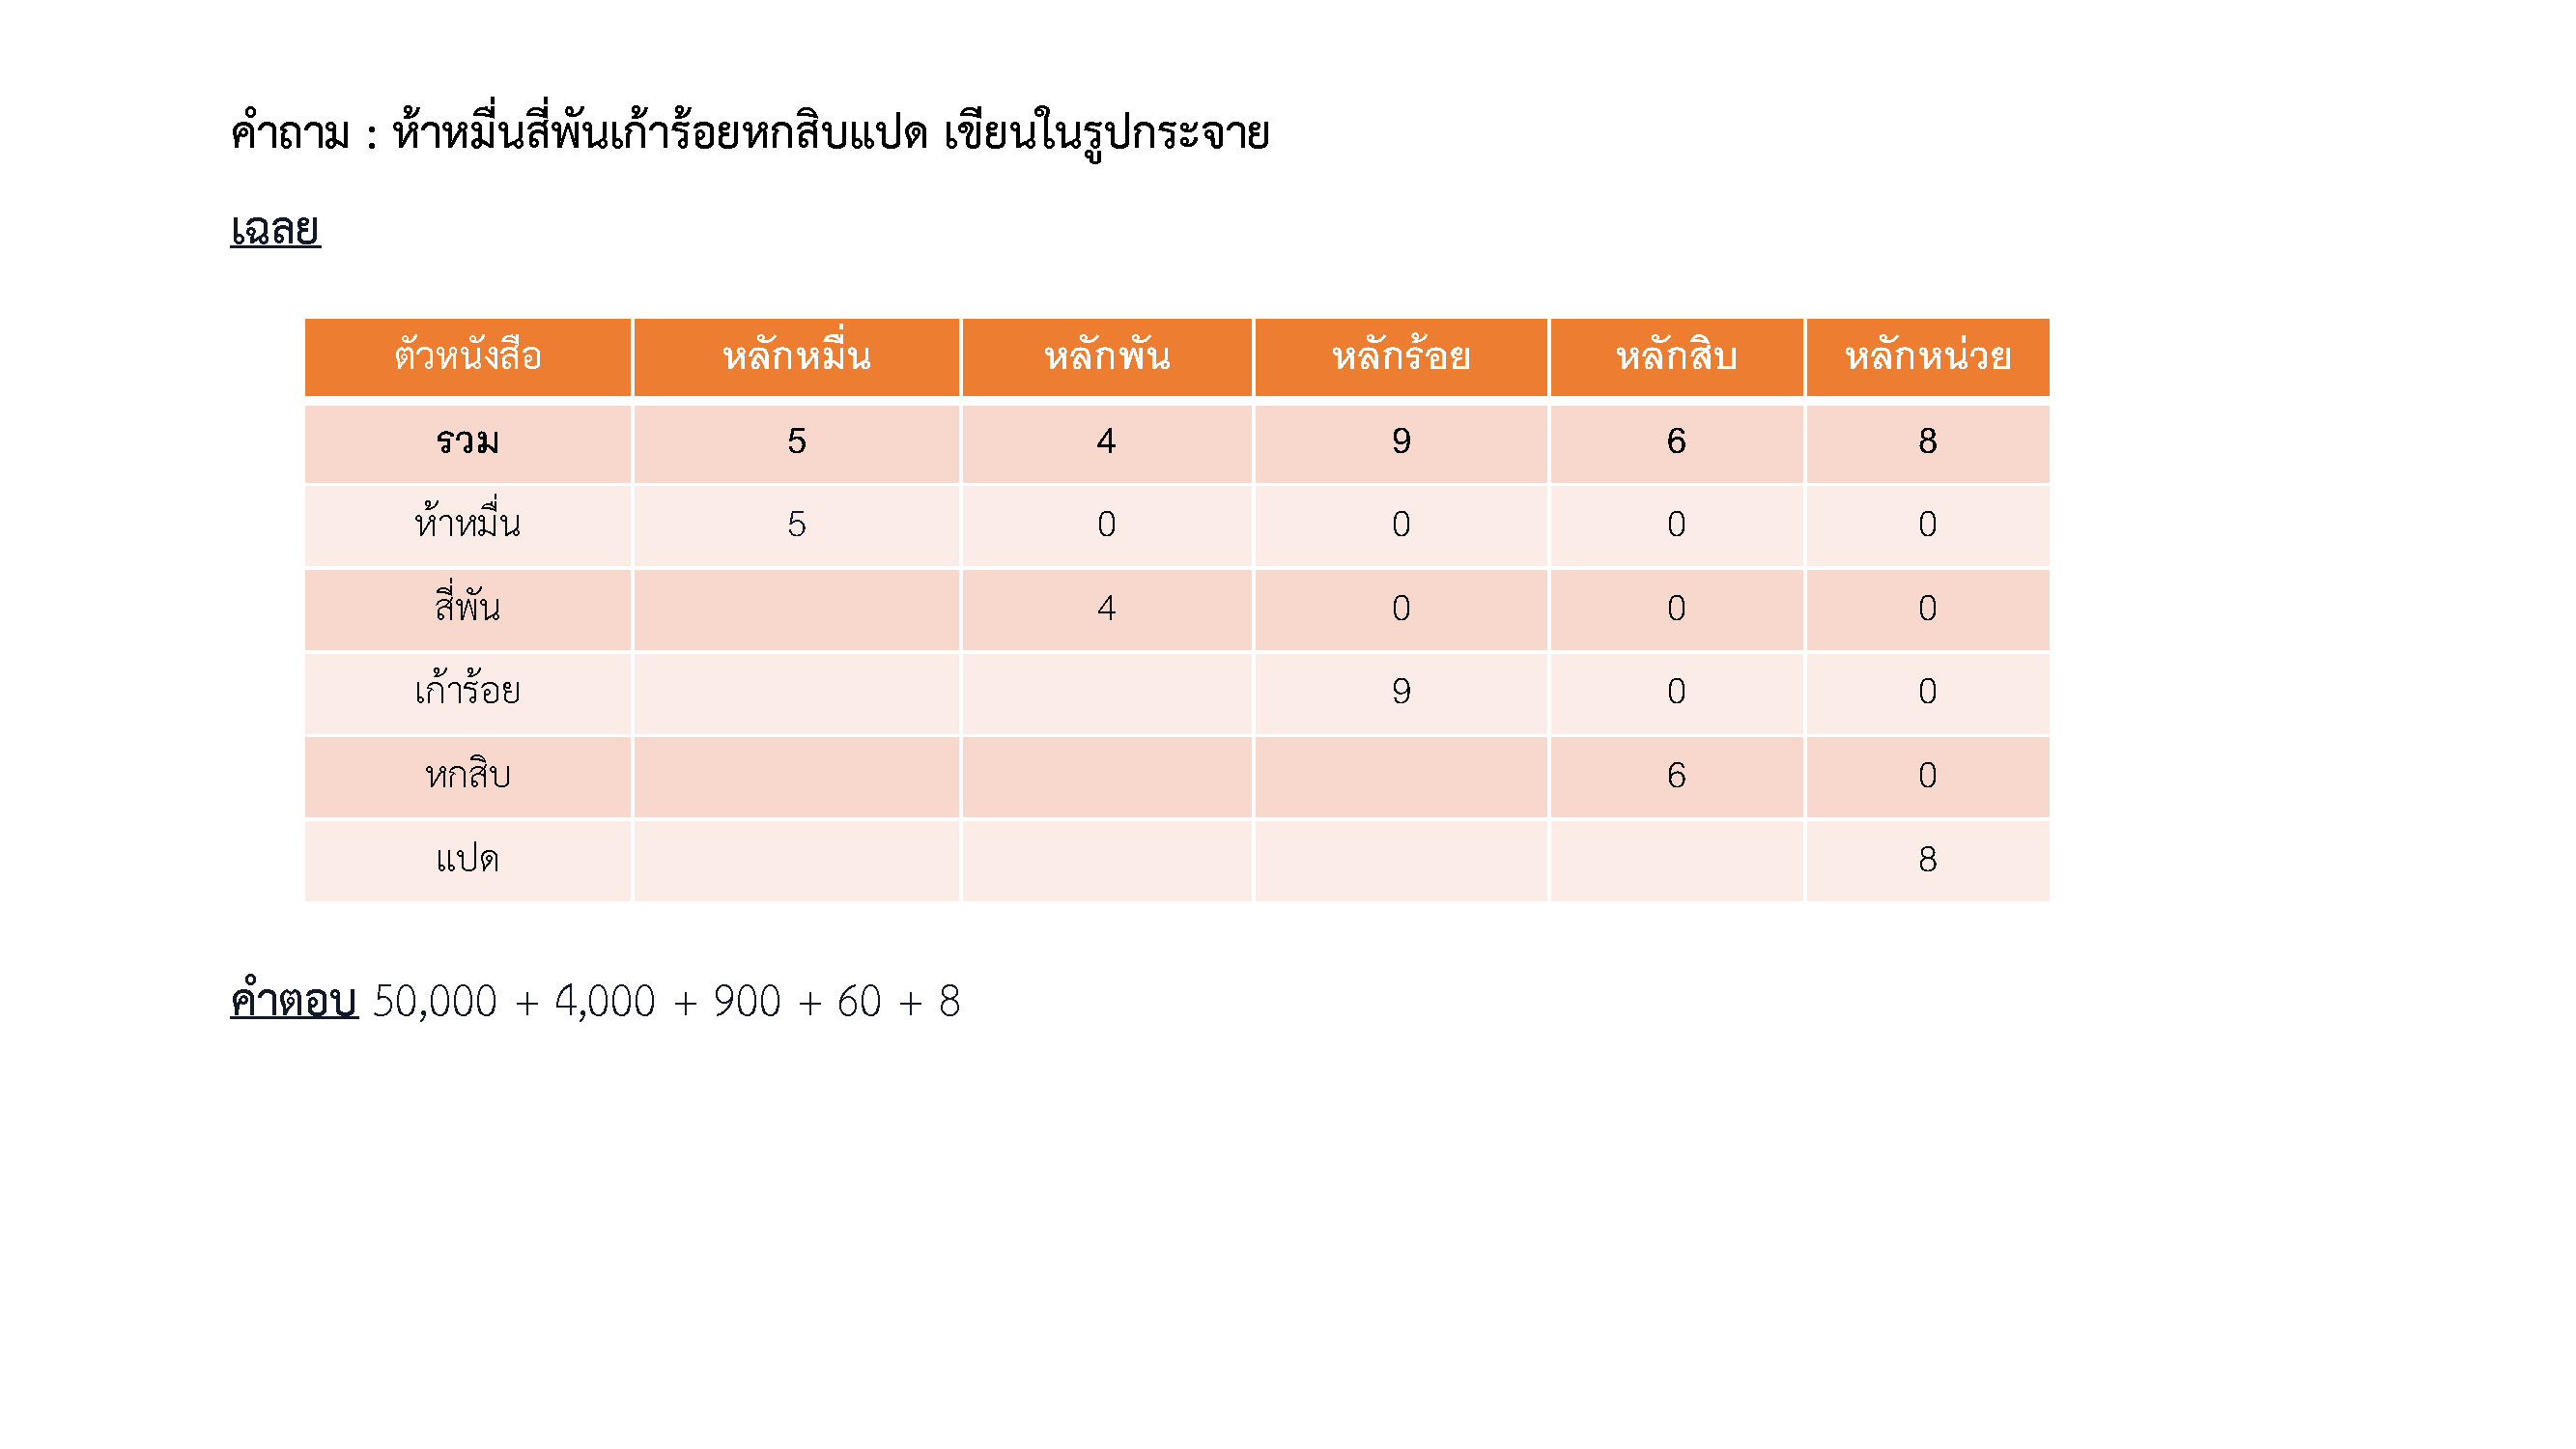 คำถาม : ห้าหมื่นสี่พันเก้าร้อยหกสิบแปด เขียนในรูปกระจาย
เฉลย
ตัวหนังสือ หลักหมื่น หลักพัน หลักร้อย หลักสิบ หลักหน่วย
รวม 5 4 9 6 8
ห้าหมื่น 5 0 0 0 0
สี่พัน 4 0 0 0
เก้าร้อย 9 0 0
หกสิบ 6 0
แปด 8
คำตอบ 50,000 + 4,000 + 900 + 60 + 8